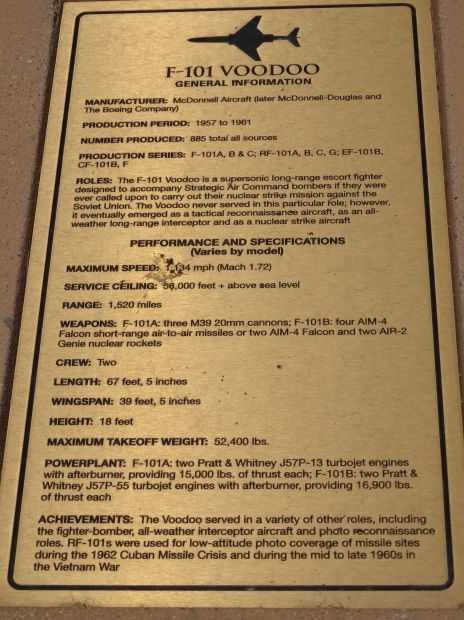 F-101 VOODOO
GENERAL INFORMATION
MANUFACTURER: McDonnell Aircraft (later McDonnell-Douglas and
The Boeing Company)
PRODUCTION PERIOD: 1957 to 1961
NUMBER PRODUCED: 885 total all sources
PRODUCTION SERIES: F-101A, B & C; RF-101A, B, C, G; EF-101B,
CF-101B, F
ROLES: The F-101 Voodoo is a supersonic long-range escort fighter
designed to accompany Strategic Air Command bombers if they were
ever called upon to carry out their nuclear strike mission against the
Soviet Union. The Voodoo never served in this particular role; however,
it eventually emerged as a tactical reconnaissance aircraft, as an all-
weather long-range interceptor and as a nuclear strike aircraft
PERFORMANCE AND SPECIFICATIONS
(Varies by model)
MAXIMUM SPEED: 1,134 mph (Mach 1.72)
SERVICE CEILING: 58,000 feet + above sea level
RANGE: 1,520 miles
WEAPONS: F-101A: three M39 20mm cannons; F-101B: four AIM-4
Falcon short-range air-to-air missiles or two AIM-4 Falcon and two AIR-2
Genie nuclear rockets
CREW: Two
LENGTH: 67 feet, 5 inches
WINGSPAN: 39 feet, 5 inches
HEIGHT: 18 feet
MAXIMUM TAKEOFF WEIGHT: 52,400 lbs.
POWERPLANT: F-101A: two Pratt & Whitney J57P-13 turbojet engines
with afterburner, providing 15,000 lbs. of thrust each; F-101B: two Pratt &
Whitney J57P-55 turbojet engines with afterburner, providing 16,900 lbs.
of thrust each
ACHIEVEMENTS: The Voodoo served in a variety of other roles, including
the fighter-bomber, all-weather interceptor aircraft and photo reconnaissance
roles. RF-101s were used for low-attitude photo coverage of missile sites
during the 1962 Cuban Missile Crisis and during the mid to late 1960s in
the Vietnam War